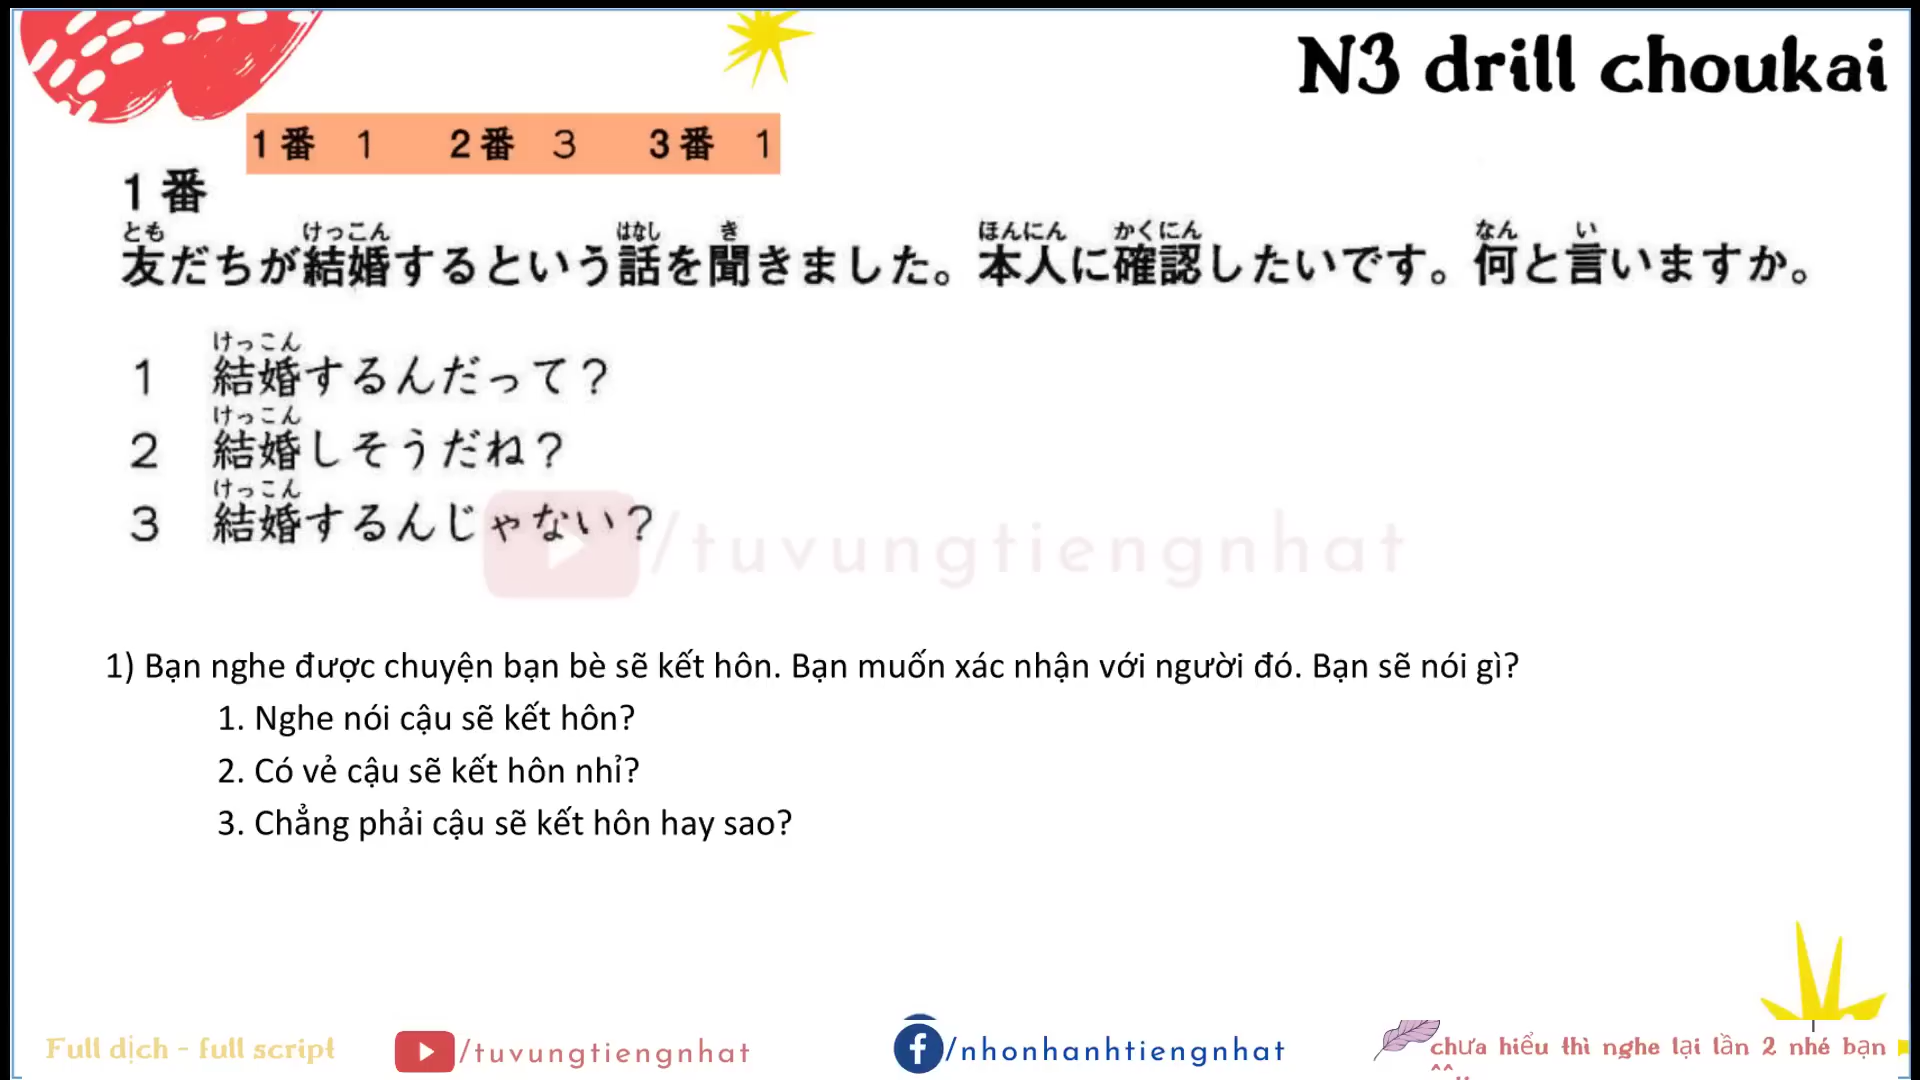 N3 drill choukai
1番 1 2番 3 3番 1
1番
とも けっこん はなし き ほんにん かくにん なん い
友だちが結婚するという話を聞きました。本人に確認したいです。何と言いますか。
けっこん
1 結婚するんだって？
けっこん
2 結婚しそうだね？
けっこん
3 結婚するんじゃない？
/tuvungtiengnhat
1) Bạn nghe được chuyện bạn bè sẽ kết hôn. Bạn muốn xác nhận với người đó. Bạn sẽ nói gì?
1. Nghe nói cậu sẽ kết hôn?
2. Có vẻ cậu sẽ kết hôn nhỉ?
3. Chẳng phải cậu sẽ kết hôn hay sao?
Full dịch - full script
/tuvungtiengnhat
/nhonhanhtiengnhat
chưa hiểu thì nghe lại lần 2 nhé bạn